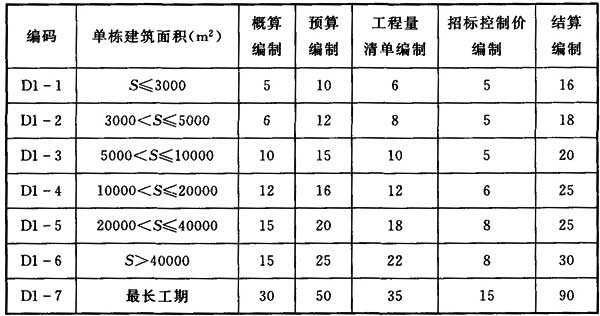 编码 单栋建筑面积(m²) 概算编制 预算编制 工程量清单编制 招标控制价编制 结算编制
D1-1 S≤3000 5 10 6 5 16
D1-2 3000<S≤5000 6 12 8 5 18
D1-3 5000<S≤10000 10 15 10 5 20
D1-4 10000<S≤20000 12 16 12 6 25
D1-5 20000<S≤40000 15 20 18 8 25
D1-6 S>40000 15 25 22 8 30
D1-7 最长工期 30 50 35 15 90